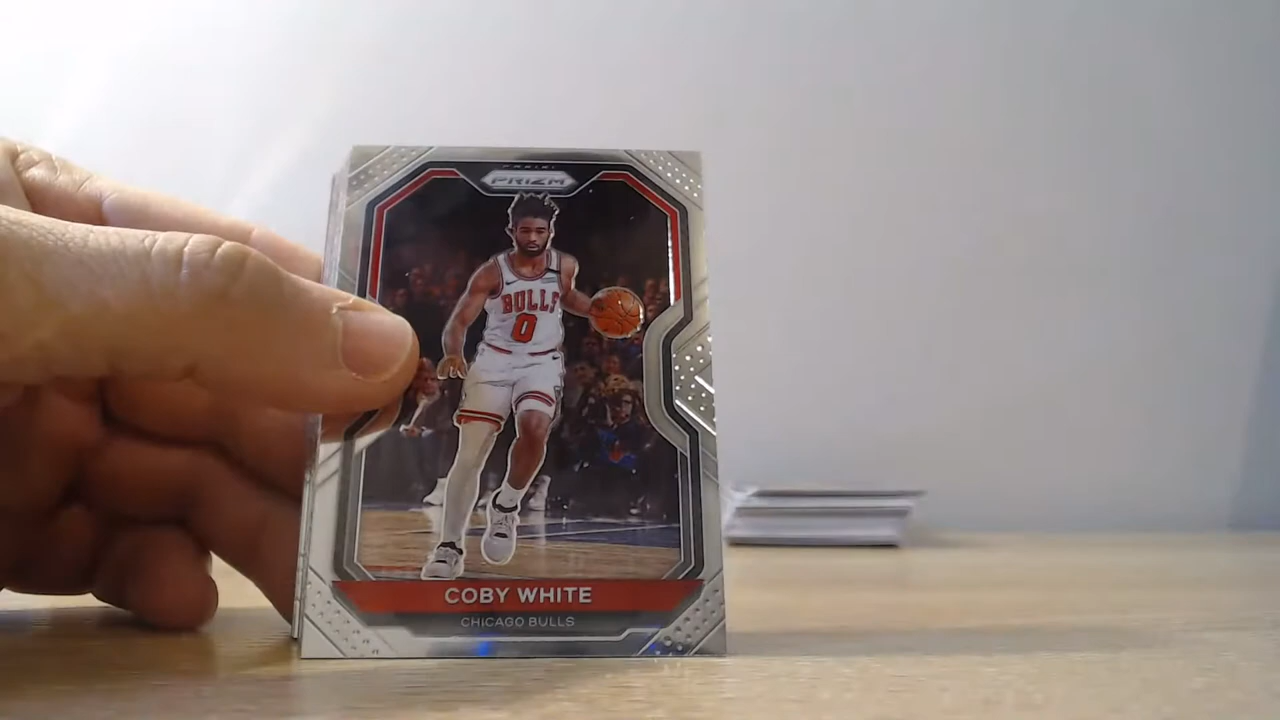 PANINI
PRIZM
BULLS
0
COBY WHITE
CHICAGO BULLS